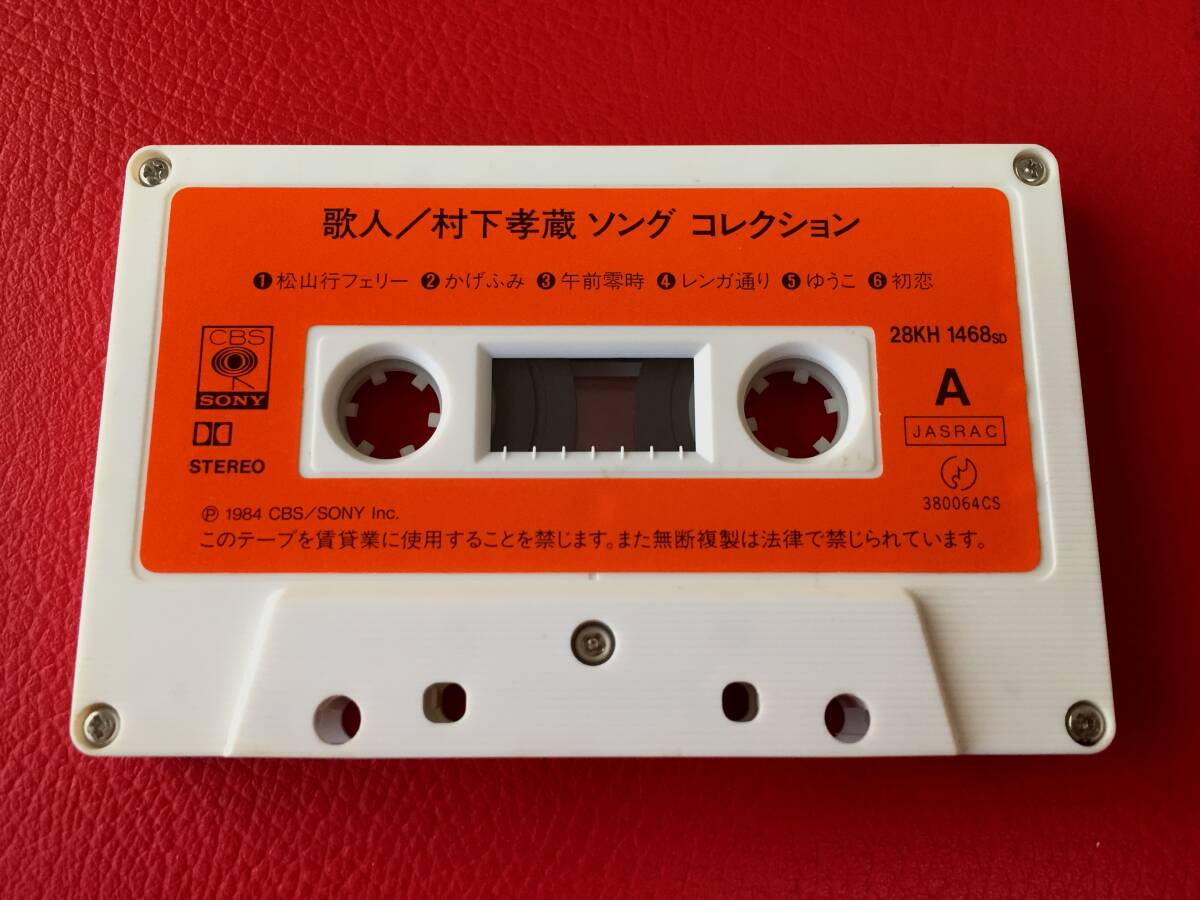 歌人／村下孝蔵 ソング コレクション
❶松山行フェリー ❷かげふみ ❸午前零時 ❹レンガ通り ❺ゆうこ ❻初恋
CBS
SONY
STEREO
28KH 1468SD
A
JASRAC
380064CS
Ⓟ 1984 CBS/SONY Inc.
このテープを賃貸業に使用することを禁じます。また無断複製は法律で禁じられています。